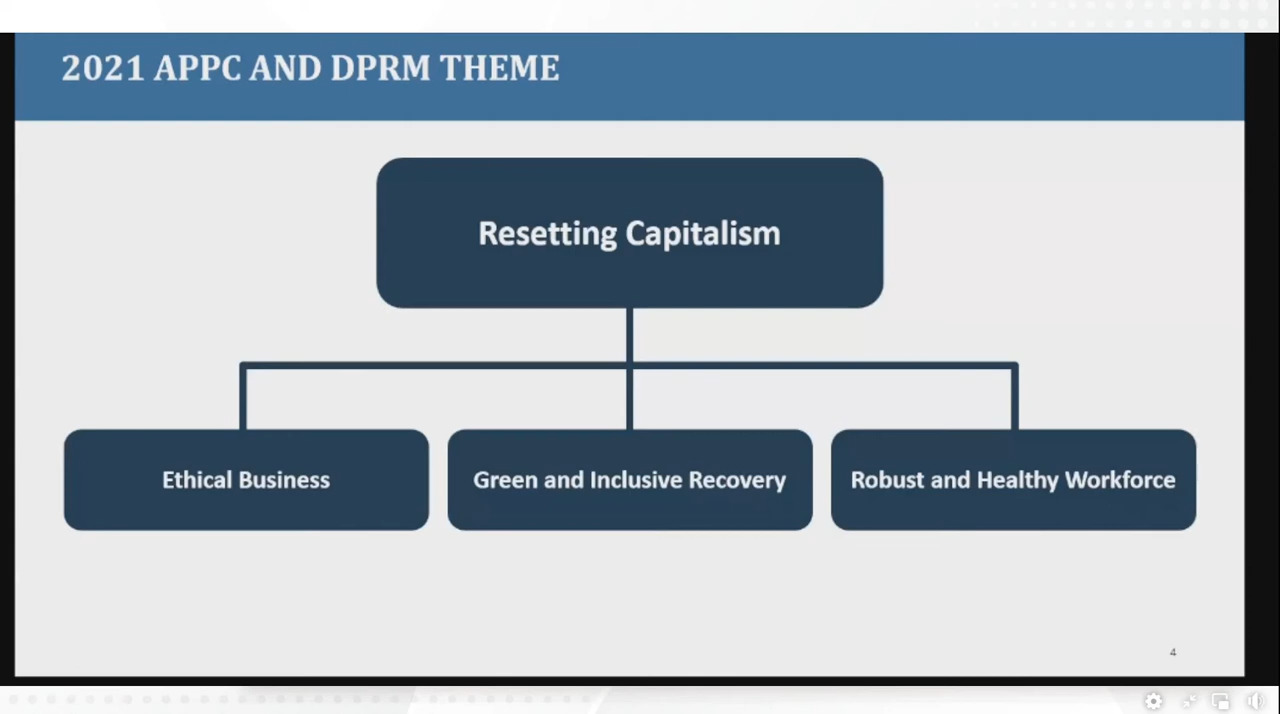 2021 APPC AND DPRM THEME
Resetting Capitalism
Ethical Business
Green and Inclusive Recovery
Robust and Healthy Workforce
4